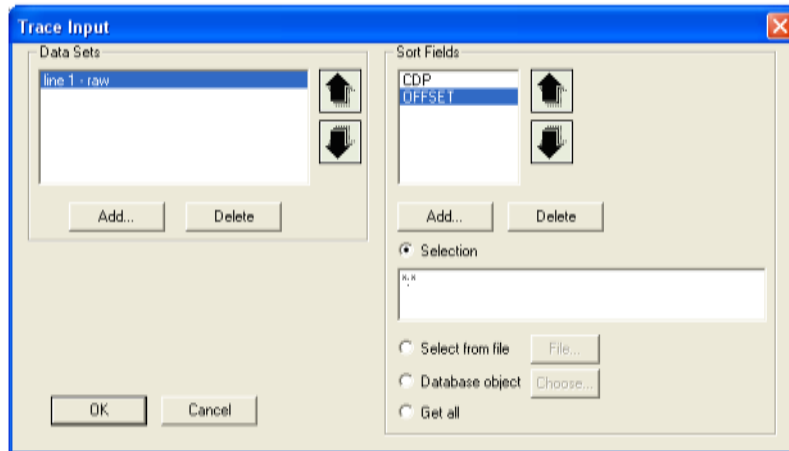 Trace Input
Data Sets
line 1 - raw
Add...
Delete
OK
Cancel
Sort Fields
CDP
OFFSET
Add...
Delete
Selection
*:*
Select from file
File...
Database object
Choose...
Get all